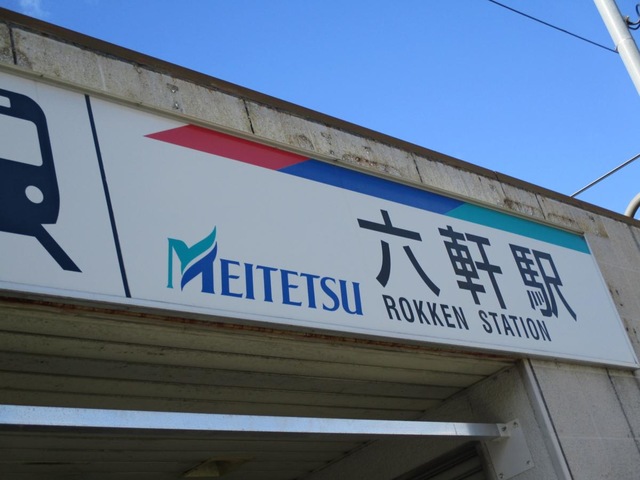 MEITETSU
六軒駅
ROKKEN STATION